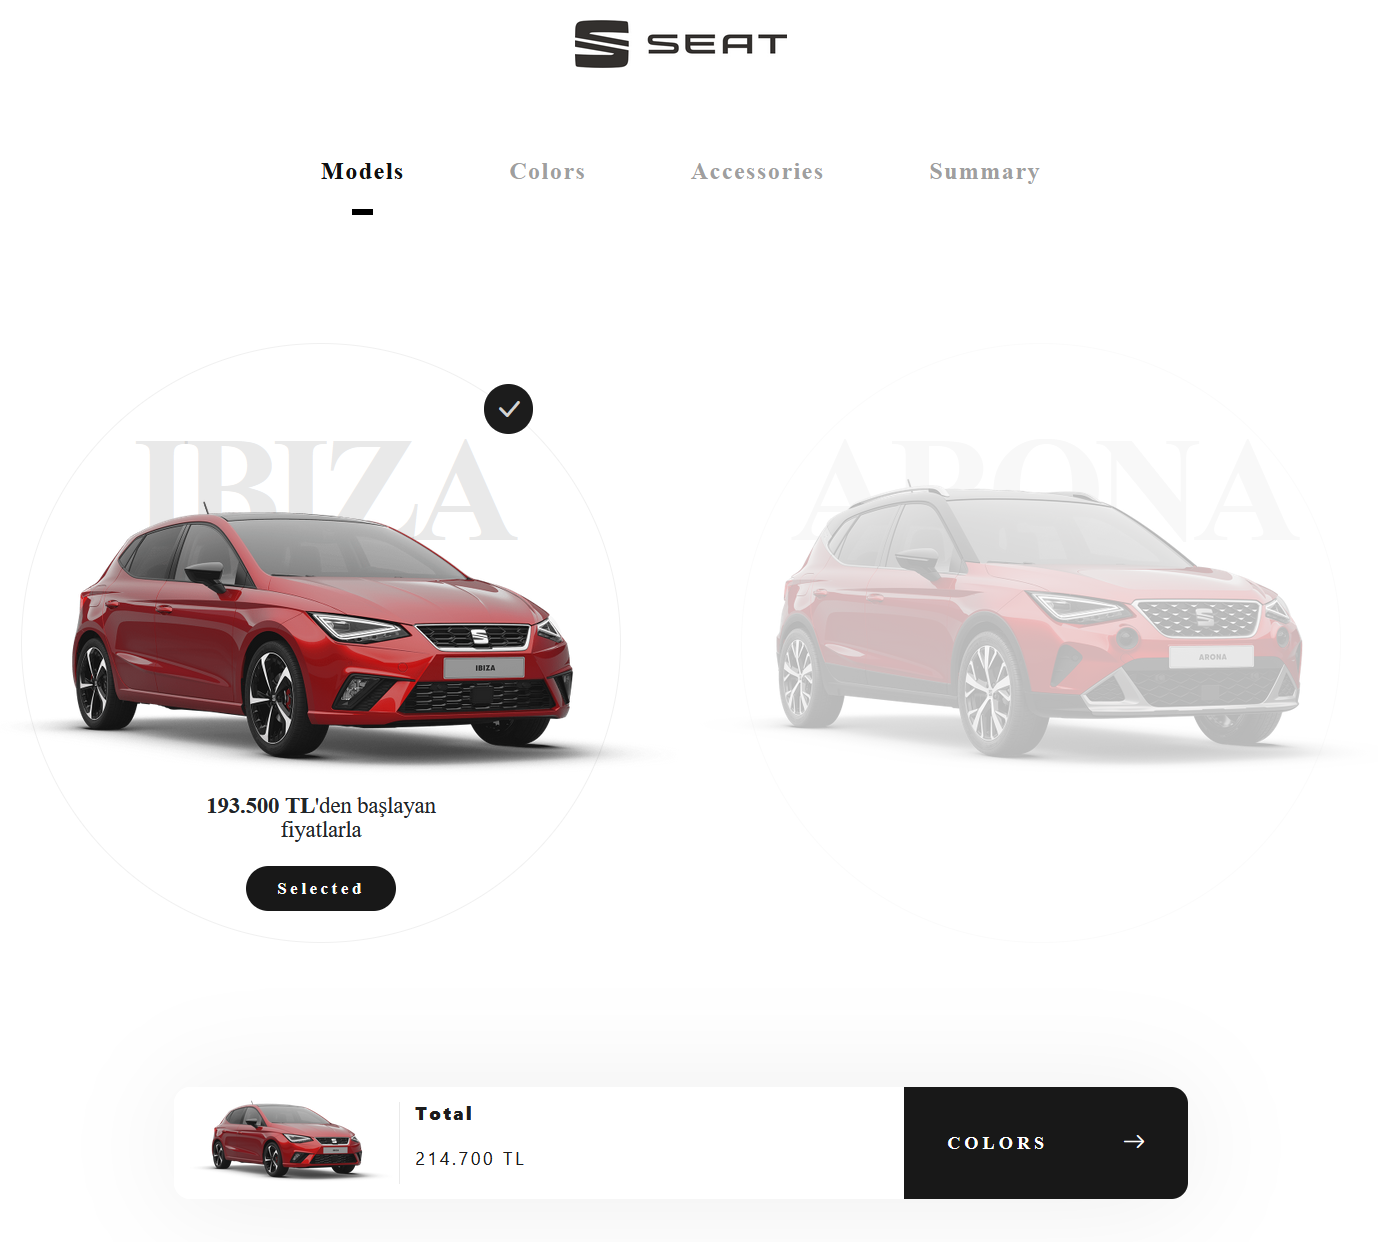 SEAT
Models
Colors
Accessories
Summary
IBIZA
ARONA
IBIZA
ARONA
193.500 TL'den başlayan
fiyatlarla
Selected
Total
214.700 TL
COLORS